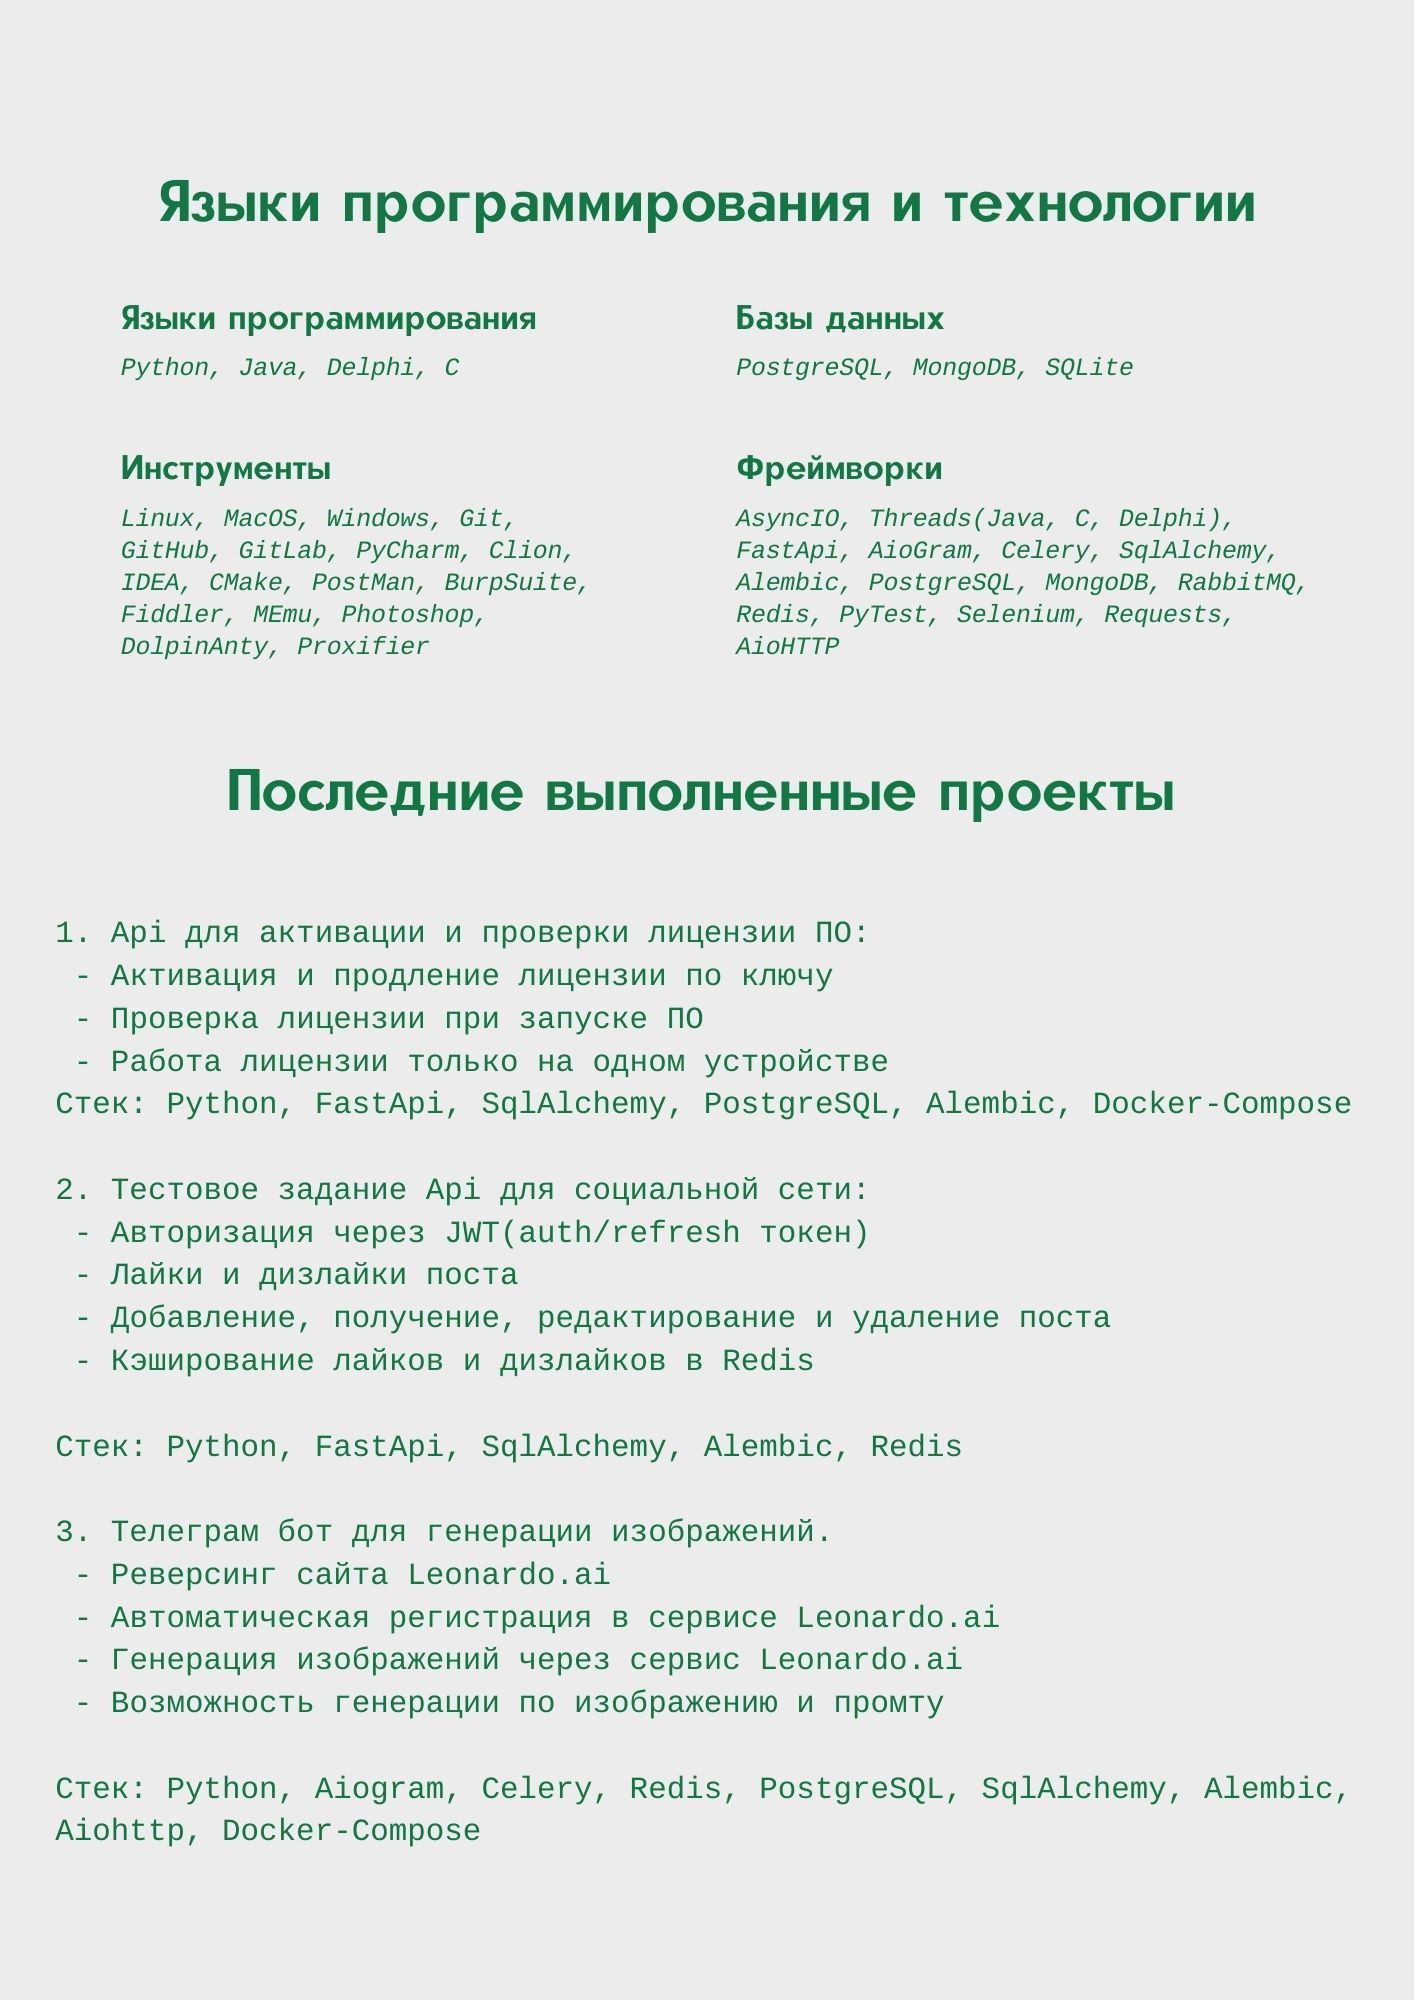 Языки программирования и технологии
Языки программирования
Python, Java, Delphi, C
Базы данных
PostgreSQL, MongoDB, SQLite
Инструменты
Linux, MacOS, Windows, Git,
GitHub, GitLab, PyCharm, Clion,
IDEA, CMake, PostMan, BurpSuite,
Fiddler, MEmu, Photoshop,
DolpinAnty, Proxifier
Фреймворки
AsyncIO, Threads(Java, C, Delphi),
FastApi, AioGram, Celery, SqlAlchemy,
Alembic, PostgreSQL, MongoDB, RabbitMQ,
Redis, PyTest, Selenium, Requests,
AioHTTP
Последние выполненные проекты
1. Api для активации и проверки лицензии ПО:
- Активация и продление лицензии по ключу
- Проверка лицензии при запуске ПО
- Работа лицензии только на одном устройстве
Стек: Python, FastApi, SqlAlchemy, PostgreSQL, Alembic, Docker-Compose
2. Тестовое задание Api для социальной сети:
- Авторизация через JWT(auth/refresh токен)
- Лайки и дизлайки поста
- Добавление, получение, редактирование и удаление поста
- Кэширование лайков и дизлайков в Redis
Стек: Python, FastApi, SqlAlchemy, Alembic, Redis
3. Телеграм бот для генерации изображений.
- Реверсинг сайта Leonardo.ai
- Автоматическая регистрация в сервисе Leonardo.ai
- Генерация изображений через сервис Leonardo.ai
- Возможность генерации по изображению и промту
Стек: Python, Aiogram, Celery, Redis, PostgreSQL, SqlAlchemy, Alembic,
Aiohttp, Docker-Compose